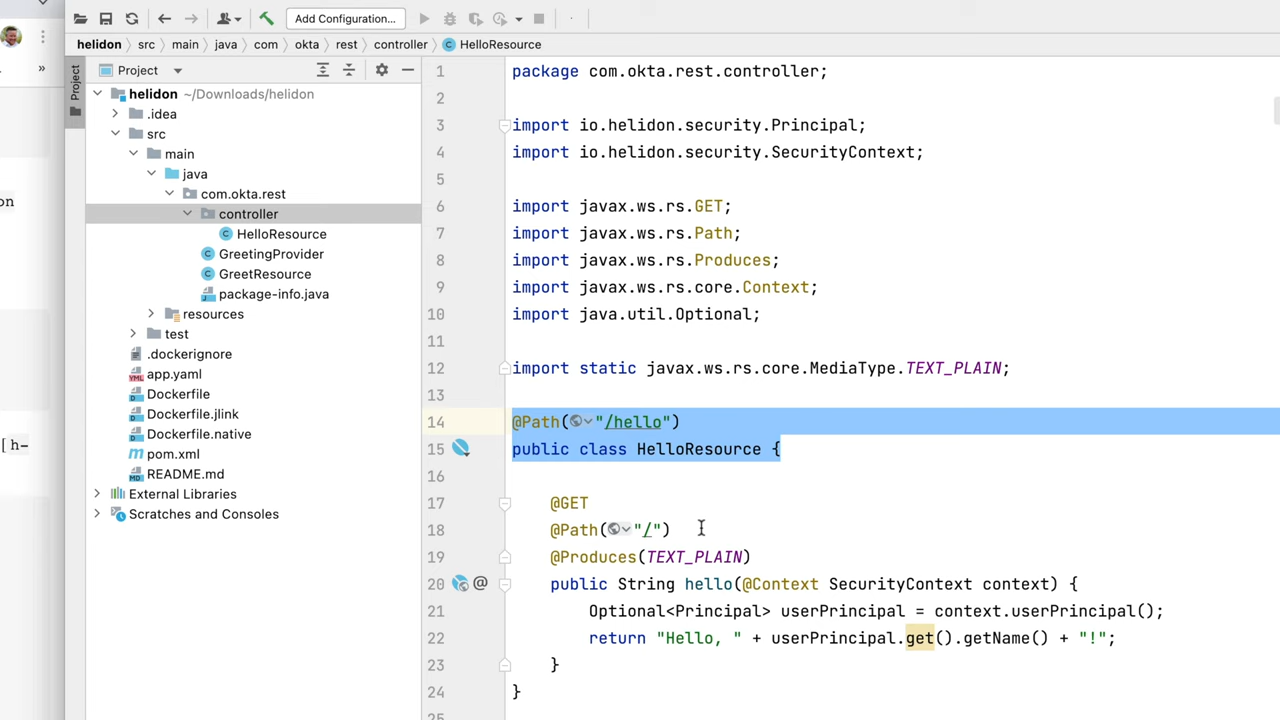 Add Configuration...
helidon src main java com okta rest controller HelloResource
»
on
[h-
Project
Project
helidon ~/Downloads/helidon
.idea
src
main
java
com.okta.rest
controller
HelloResource
GreetingProvider
GreetResource
package-info.java
resources
test
.dockerignore
app.yaml
Dockerfile
Dockerfile.jlink
Dockerfile.native
pom.xml
README.md
External Libraries
Scratches and Consoles
1 package com.okta.rest.controller;
2
3 import io.helidon.security.Principal;
4 import io.helidon.security.SecurityContext;
5
6 import javax.ws.rs.GET;
7 import javax.ws.rs.Path;
8 import javax.ws.rs.Produces;
9 import javax.ws.rs.core.Context;
10 import java.util.Optional;
11
12 import static javax.ws.rs.core.MediaType.TEXT_PLAIN;
13
14 @Path("/hello")
15 public class HelloResource {
16
17 @GET
18 @Path("/")
19 @Produces(TEXT_PLAIN)
20 @ public String hello(@Context SecurityContext context) {
21 Optional<Principal> userPrincipal = context.userPrincipal();
22 return "Hello, " + userPrincipal.get().getName() + "!";
23 }
24 }
25